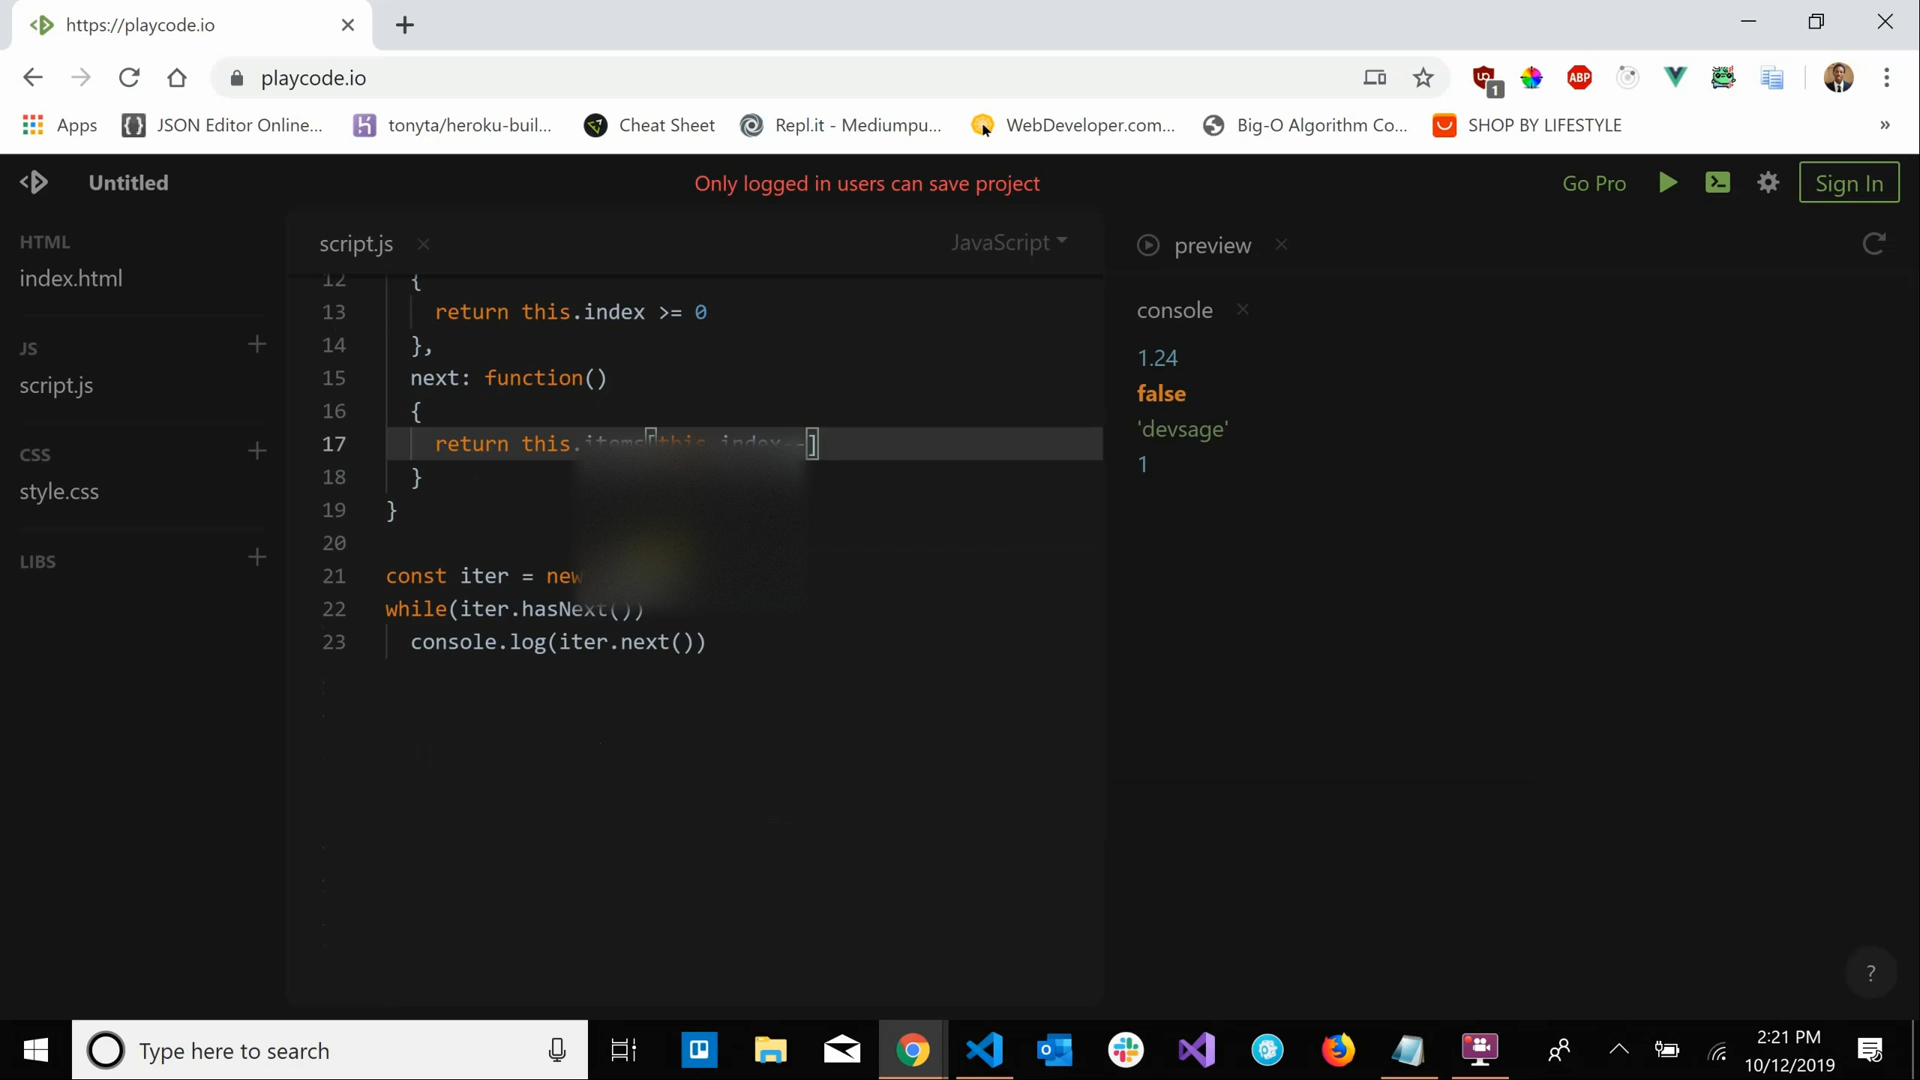 https://playcode.io
playcode.io
1
Apps
JSON Editor Online...
tonyta/heroku-buil...
Cheat Sheet
Repl.it - Mediumpu...
WebDeveloper.com...
Big-O Algorithm Co...
SHOP BY LIFESTYLE
»
Untitled
Only logged in users can save project
Go Pro
Sign In
HTML
index.html
JS
script.js
CSS
style.css
LIBS
script.js
JavaScript
12 {
13 return this.index >= 0
14 },
15 next: function()
16 {
17 return this.items[this.index--]
18 }
19 }
20
21 const iter = new
22 while(iter.hasNext())
23 console.log(iter.next())
preview
console
1.24
false
'devsage'
1
?
Type here to search
2:21 PM
10/12/2019